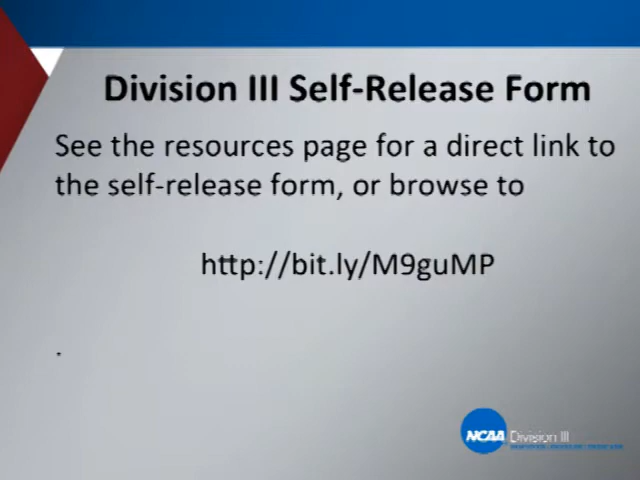 Division III Self-Release Form
See the resources page for a direct link to
the self-release form, or browse to
http://bit.ly/M9guMP
.
NCAA Division III